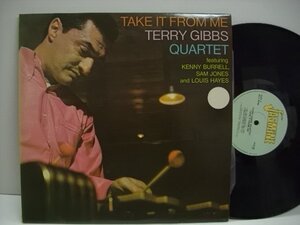 TAKE IT FROM ME
TERRY GIBBS
QUARTET
featuring
KENNY BURRELL,
SAM JONES
and LOUIS HAYES